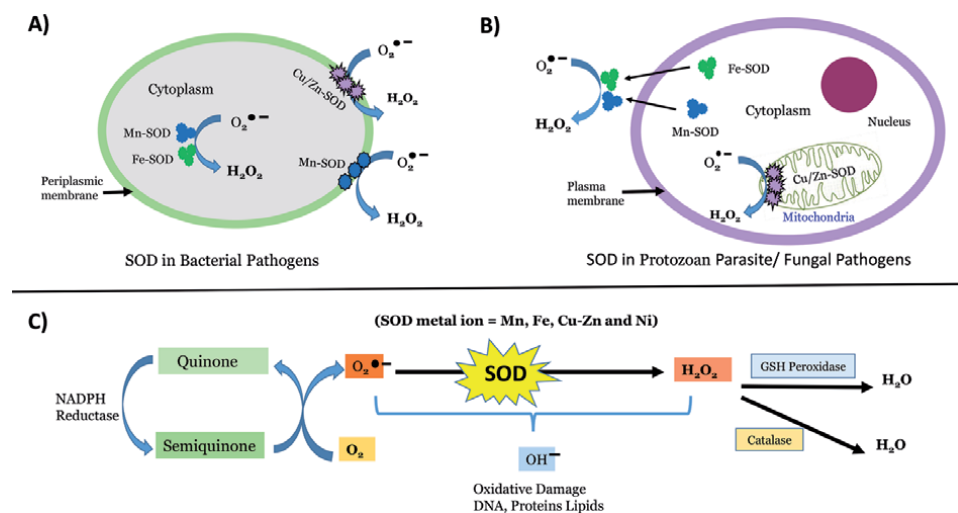 A)
Cytoplasm
Mn-SOD
Fe-SOD
O₂•−
H₂O₂
Cu/Zn-SOD
O₂•−
H₂O₂
Mn-SOD
O₂•−
H₂O₂
Periplasmic
membrane
SOD in Bacterial Pathogens
B)
O₂•−
H₂O₂
Fe-SOD
Mn-SOD
Cytoplasm
Nucleus
O₂•−
H₂O₂
Cu/Zn-SOD
Mitochondria
Plasma
membrane
SOD in Protozoan Parasite/ Fungal Pathogens
C)
(SOD metal ion = Mn, Fe, Cu-Zn and Ni)
Quinone
NADPH
Reductase
Semiquinone
O₂•−
O₂
SOD
H₂O₂
GSH Peroxidase
H₂O
Catalase
H₂O
OH−
Oxidative Damage
DNA, Proteins Lipids